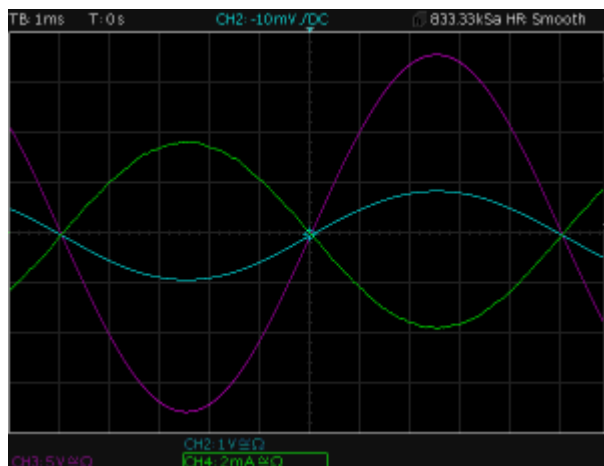 TB: 1ms T: 0s CH2: -10mV ∕DC 833.33kSa HR: Smooth
CH2: 1V≅Ω
CH3: 5V≅Ω CH4: 2mA≅Ω